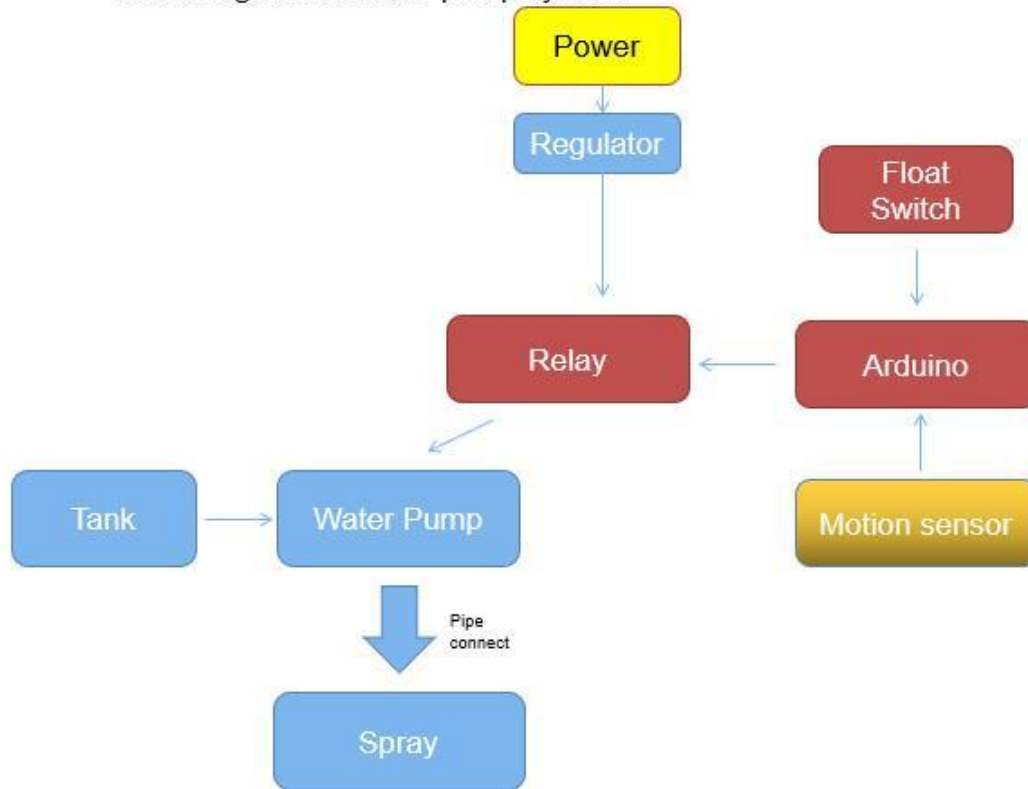 Power
Regulator
Float
Switch
Relay
Arduino
Tank
Water Pump
Motion sensor
Pipe
connect
Spray